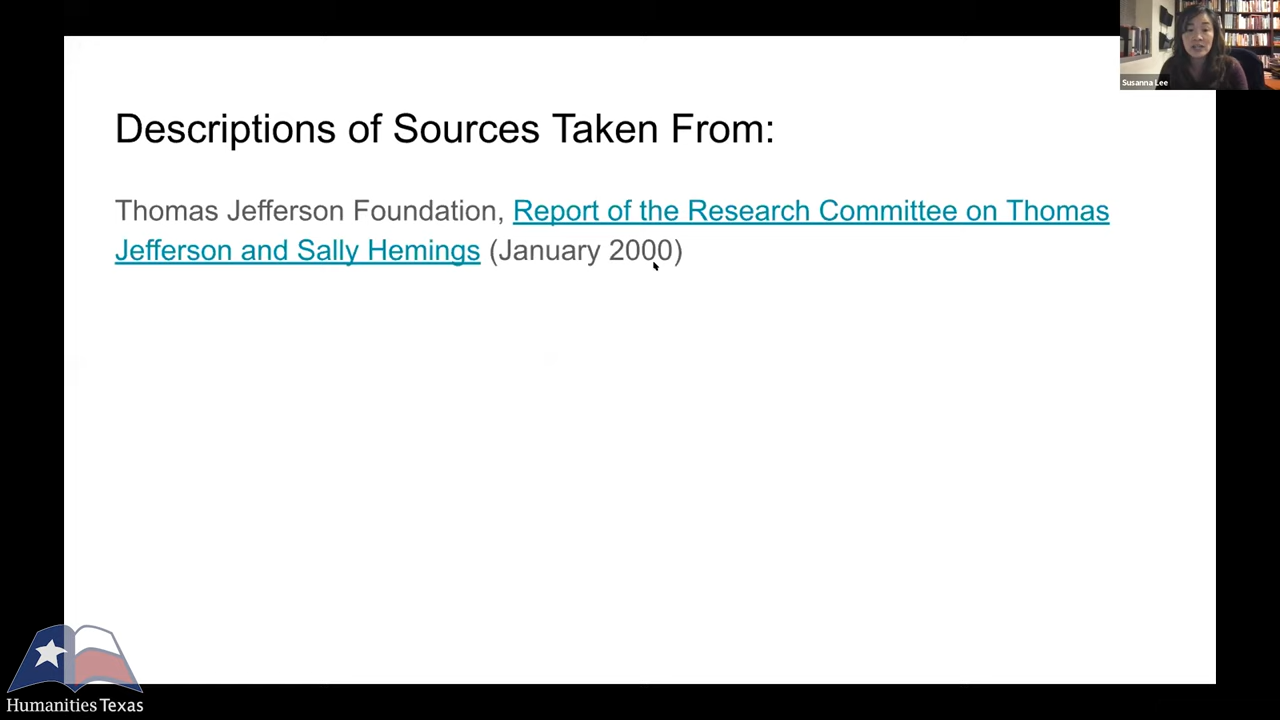 Susanna Lee
Descriptions of Sources Taken From:
Thomas Jefferson Foundation, Report of the Research Committee on Thomas
Jefferson and Sally Hemings (January 2000)
Humanities Texas